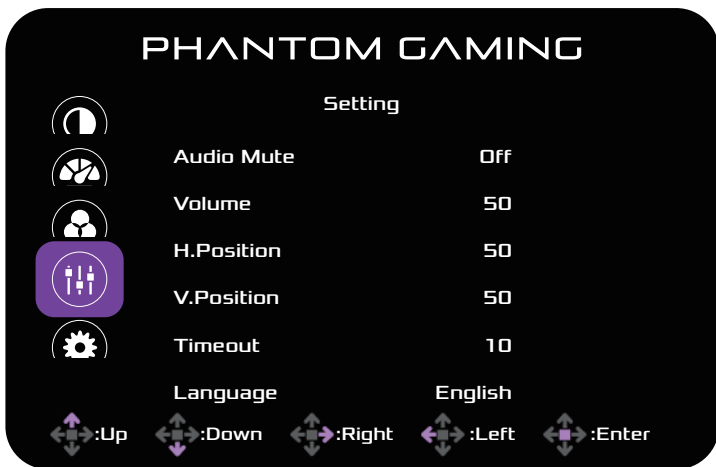 PHANTOM GAMING
Setting
Audio Mute Off
Volume 50
H.Position 50
V.Position 50
Timeout 10
Language English
:Up :Down :Right :Left :Enter